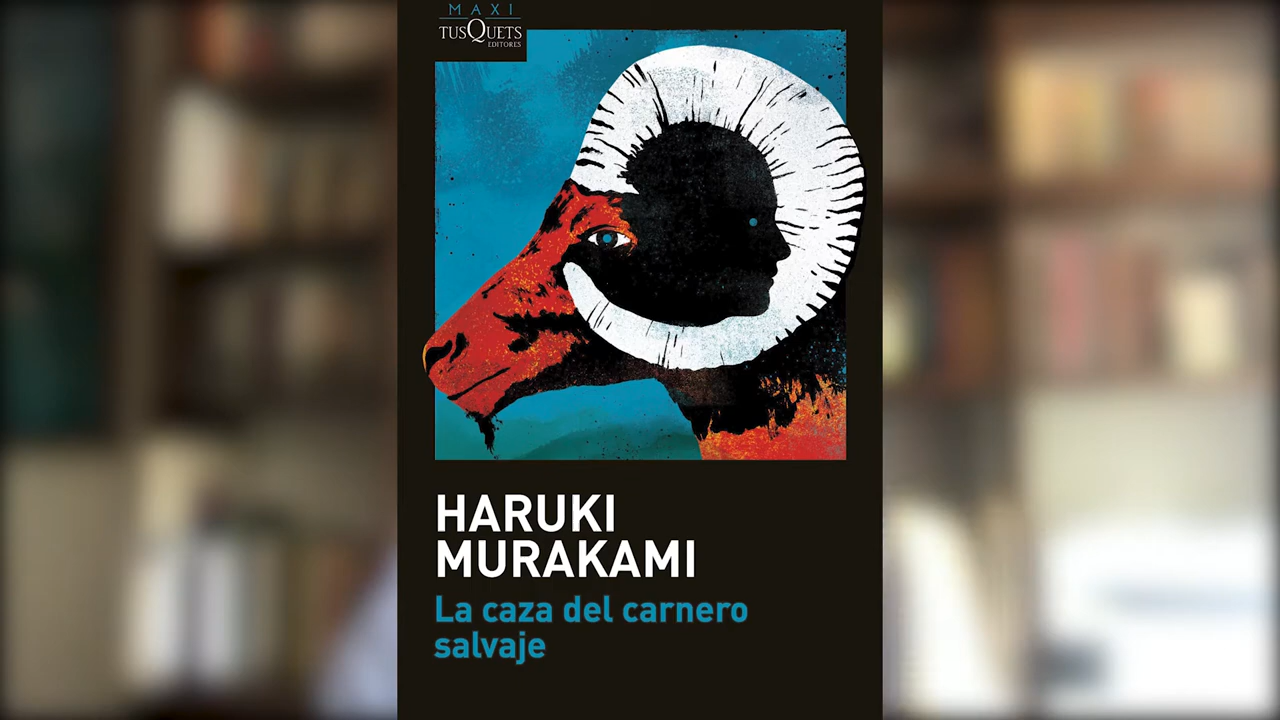 MAXI
TUSQUETS
EDITORES
HARUKI
MURAKAMI
La caza del carnero
salvaje